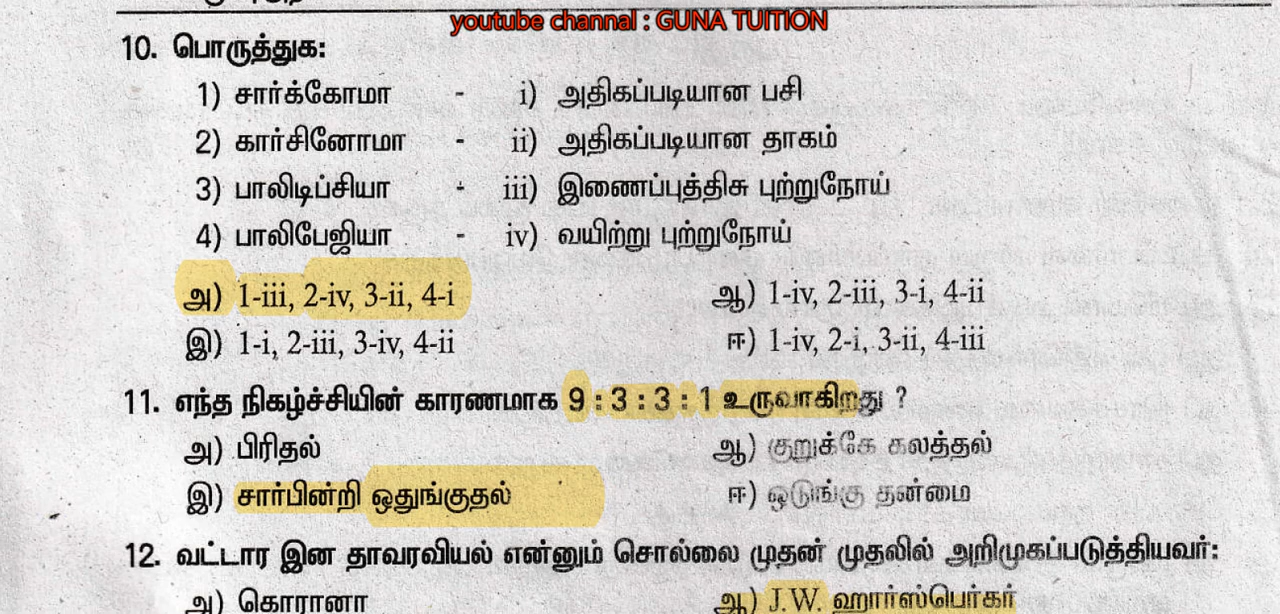 youtube channal : GUNA TUITION
10. பொருத்துக:
1) சார்க்கோமா - i) அதிகப்படியான பசி
2) கார்சினோமா - ii) அதிகப்படியான தாகம்
3) பாலிடிப்சியா - iii) இணைப்புத்திசு புற்றுநோய்
4) பாலிபேஜியா - iv) வயிற்று புற்றுநோய்
அ) 1-iii, 2-iv, 3-ii, 4-i ஆ) 1-iv, 2-iii, 3-i, 4-ii
இ) 1-i, 2-iii, 3-iv, 4-ii ஈ) 1-iv, 2-i, 3-ii, 4-iii
11. எந்த நிகழ்ச்சியின் காரணமாக 9 : 3 : 3 : 1 உருவாகிறது ?
அ) பிரிதல் ஆ) குறுக்கே கலத்தல்
இ) சார்பின்றி ஒதுங்குதல் ஈ) ஒடுங்கு தன்மை
12. வட்டார இன தாவரவியல் என்னும் சொல்லை முதன் முதலில் அறிமுகப்படுத்தியவர்:
அ) கொரானா ஆ) J.W. ஹார்ஸ்பெர்கர்